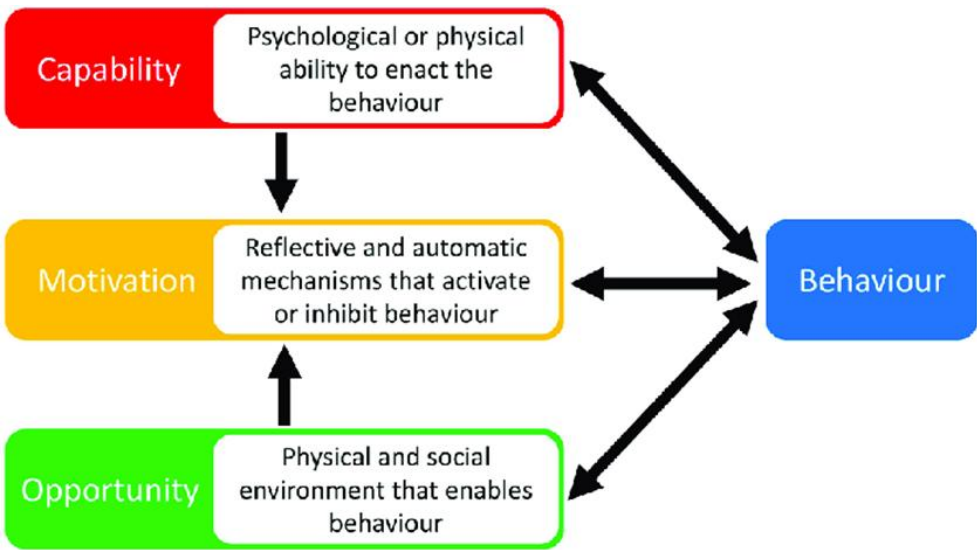 Capability
Psychological or physical
ability to enact the
behaviour
Motivation
Reflective and automatic
mechanisms that activate
or inhibit behaviour
Behaviour
Opportunity
Physical and social
environment that enables
behaviour